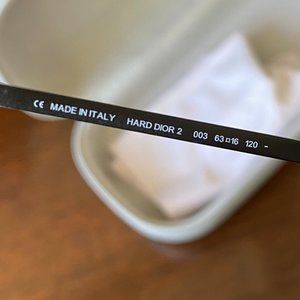 CE MADE IN ITALY HARD DIOR 2 003 63□16 120 -